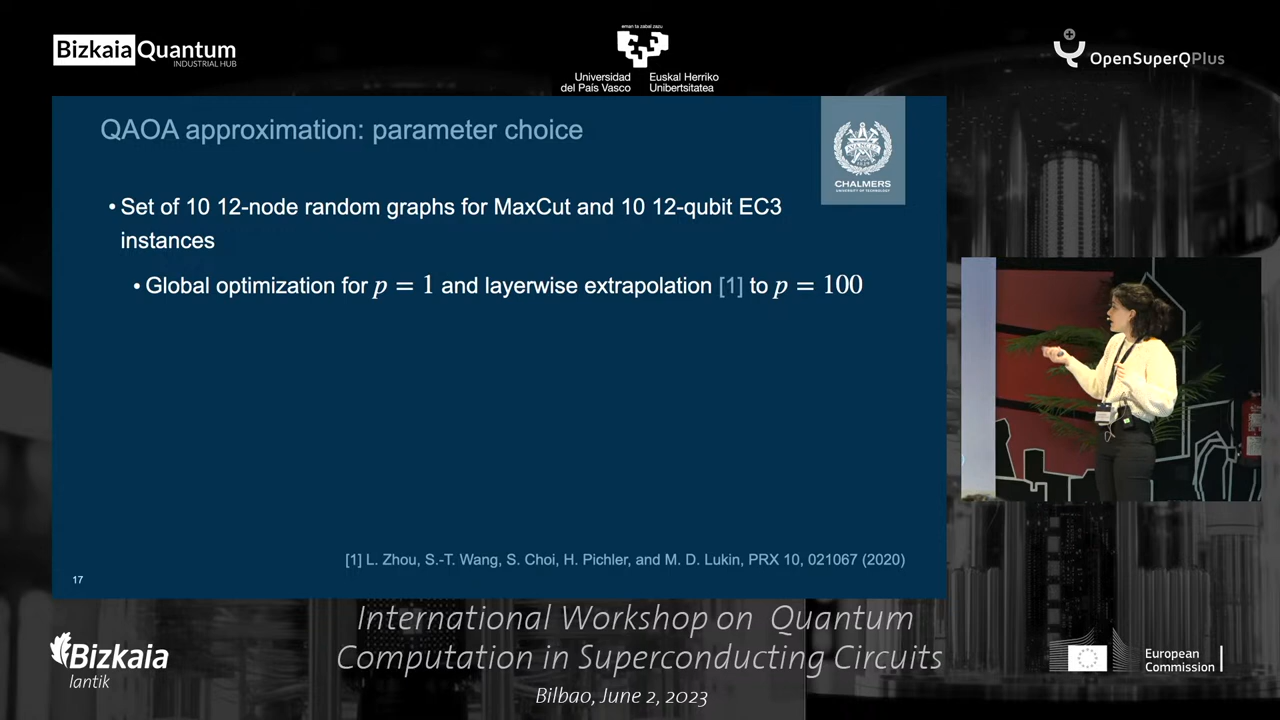 Bizkaia Quantum
INDUSTRIAL HUB
eman ta zabal zazu
Universidad
del País Vasco
Euskal Herriko
Unibertsitatea
OpenSuperQPlus
QAOA approximation: parameter choice
CHALMERS
UNIVERSITY OF TECHNOLOGY
• Set of 10 12-node random graphs for MaxCut and 10 12-qubit EC3
instances
• Global optimization for p = 1 and layerwise extrapolation [1] to p = 100
[1] L. Zhou, S.-T. Wang, S. Choi, H. Pichler, and M. D. Lukin, PRX 10, 021067 (2020)
17
International Workshop on Quantum
Computation in Superconducting Circuits
Bilbao, June 2, 2023
Bizkaia
lantik
European
Commission